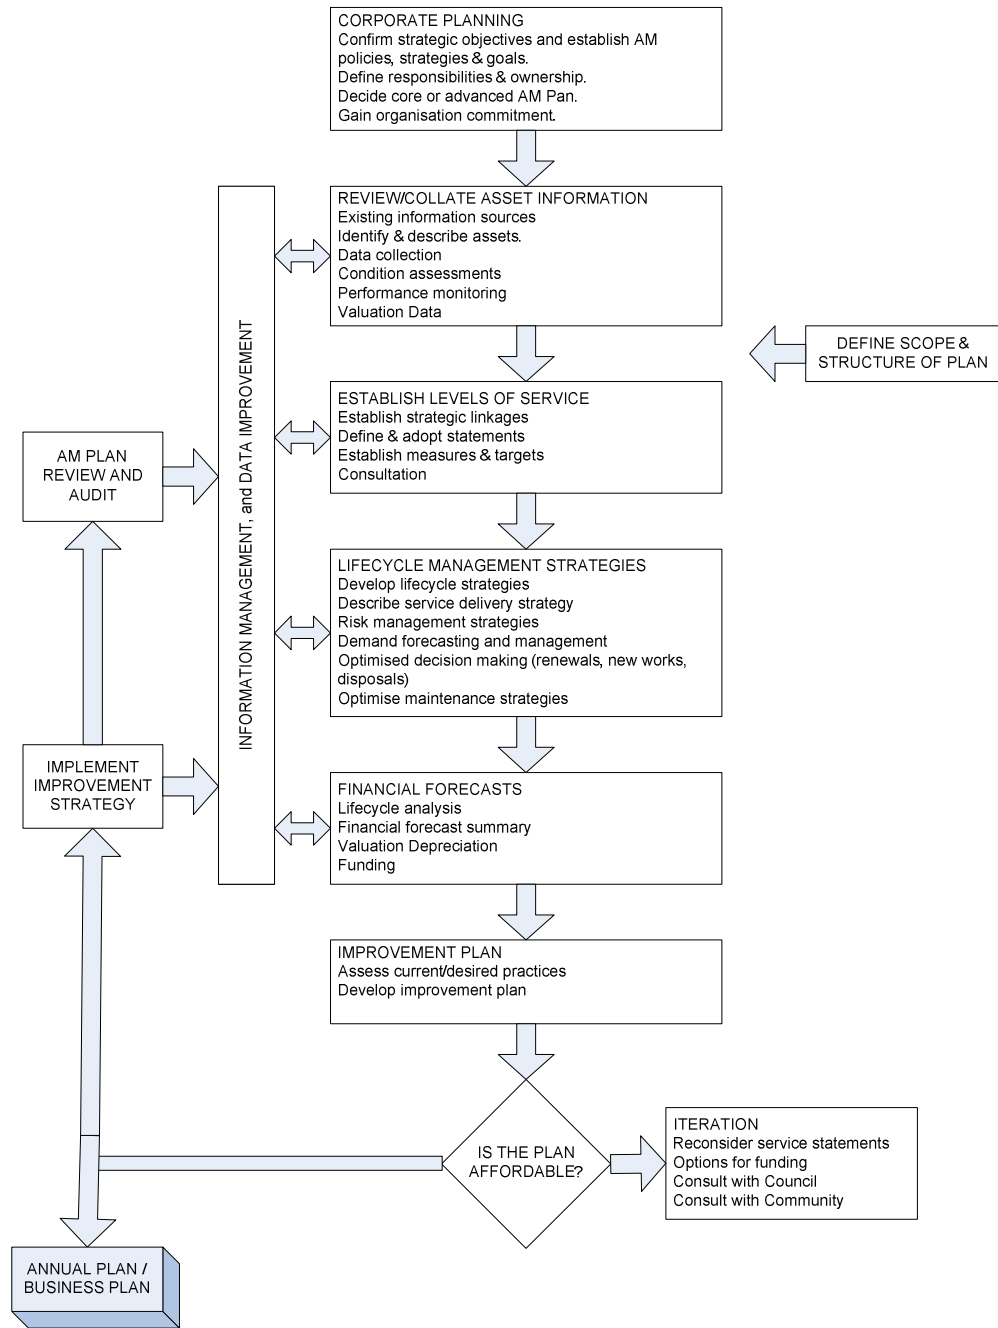 CORPORATE PLANNING
Confirm strategic objectives and establish AM
policies, strategies & goals.
Define responsibilities & ownership.
Decide core or advanced AM Pan.
Gain organisation commitment.
REVIEW/COLLATE ASSET INFORMATION
Existing information sources
Identify & describe assets.
Data collection
Condition assessments
Performance monitoring
Valuation Data
DEFINE SCOPE &
STRUCTURE OF PLAN
INFORMATION MANAGEMENT, and DATA IMPROVEMENT
ESTABLISH LEVELS OF SERVICE
Establish strategic linkages
Define & adopt statements
Establish measures & targets
Consultation
AM PLAN
REVIEW AND
AUDIT
LIFECYCLE MANAGEMENT STRATEGIES
Develop lifecycle strategies
Describe service delivery strategy
Risk management strategies
Demand forecasting and management
Optimised decision making (renewals, new works,
disposals)
Optimise maintenance strategies
IMPLEMENT
IMPROVEMENT
STRATEGY
FINANCIAL FORECASTS
Lifecycle analysis
Financial forecast summary
Valuation Depreciation
Funding
IMPROVEMENT PLAN
Assess current/desired practices
Develop improvement plan
IS THE PLAN
AFFORDABLE?
ITERATION
Reconsider service statements
Options for funding
Consult with Council
Consult with Community
ANNUAL PLAN /
BUSINESS PLAN